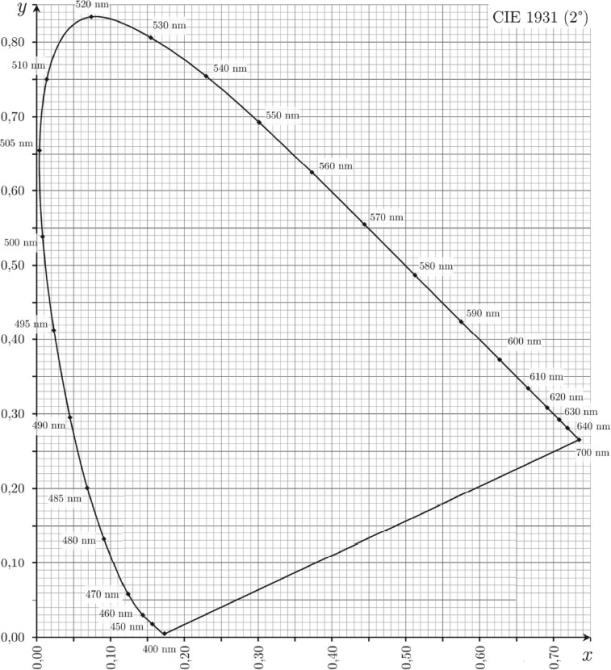 y
520 nm
CIE 1931 (2°)
530 nm
0,80
540 nm
510 nm
0,70
550 nm
505 nm
560 nm
0,60
570 nm
500 nm
0,50
580 nm
590 nm
495 nm
0,40
600 nm
610 nm
620 nm
0,30
630 nm
490 nm
640 nm
700 nm
0,20
485 nm
480 nm
0,10
470 nm
460 nm
450 nm
0,00
400 nm
0,00 0,10 0,20 0,30 0,40 0,50 0,60 0,70 x